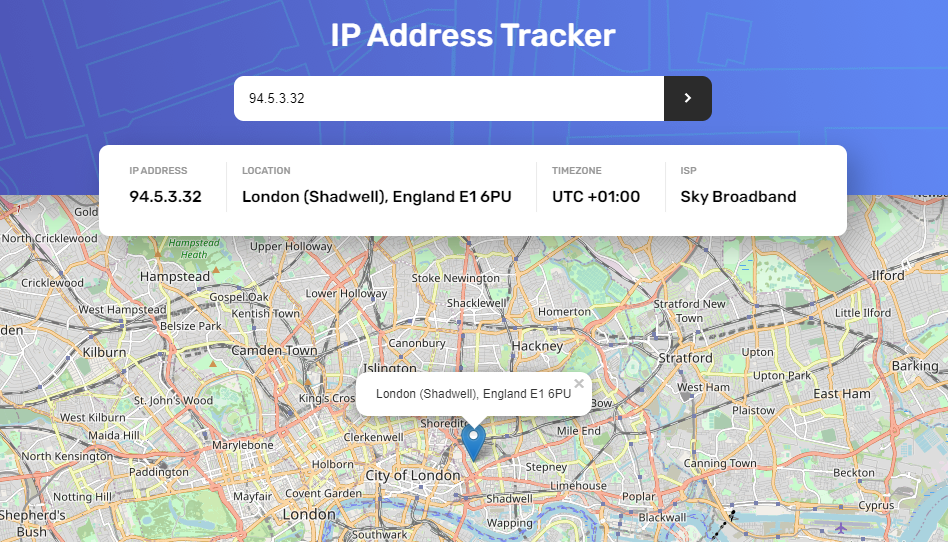 IP Address Tracker
94.5.3.32
IP ADDRESS
LOCATION
TIMEZONE
ISP
94.5.3.32
London (Shadwell), England E1 6PU
UTC +01:00
Sky Broadband
North Cricklewood
Hampstead
Heath
Upper Holloway
Cricklewood
Hampstead
Stoke Newington
Ilford
Gospel Oak
Lower Holloway
Shacklewell
Stratford New
Town
West Hampstead
Kentish Town
Homerton
Little Ilford
Belsize Park
Kilburn
Camden Town
Canonbury
Hackney
Stratford
Upton
Islington
Barking
London (Shadwell), England E1 6PU
×
Upton Park
West Ham
East Ham
St. John's Wood
King's Cross
Bow
West Kilburn
Plaistow
Maida Hill
Shoreditch
Mile End
Clerkenwell
Marylebone
North Kensington
Holborn
Stepney
Canning Town
Paddington
City of London
Beckton
Limehouse
Notting Hill
Mayfair
Covent Garden
Shadwell
Poplar
Cyprus
Shepherd's
Bush
London
Wapping
Blackwall
Southwark